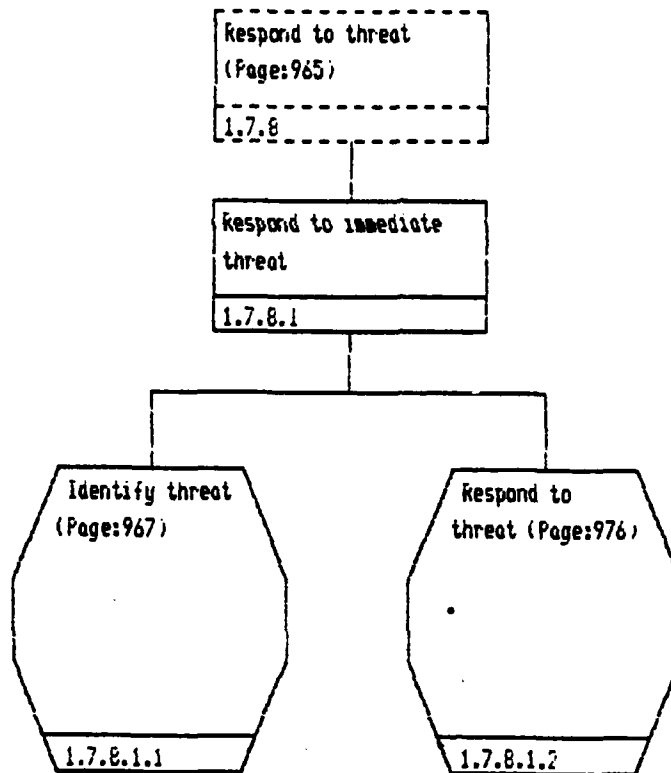 Respond to threat
(Page:965)
1.7.8
Respond to immediate
threat
1.7.8.1
Identify threat
(Page:967)
1.7.8.1.1
Respond to
threat (Page:976)
1.7.8.1.2